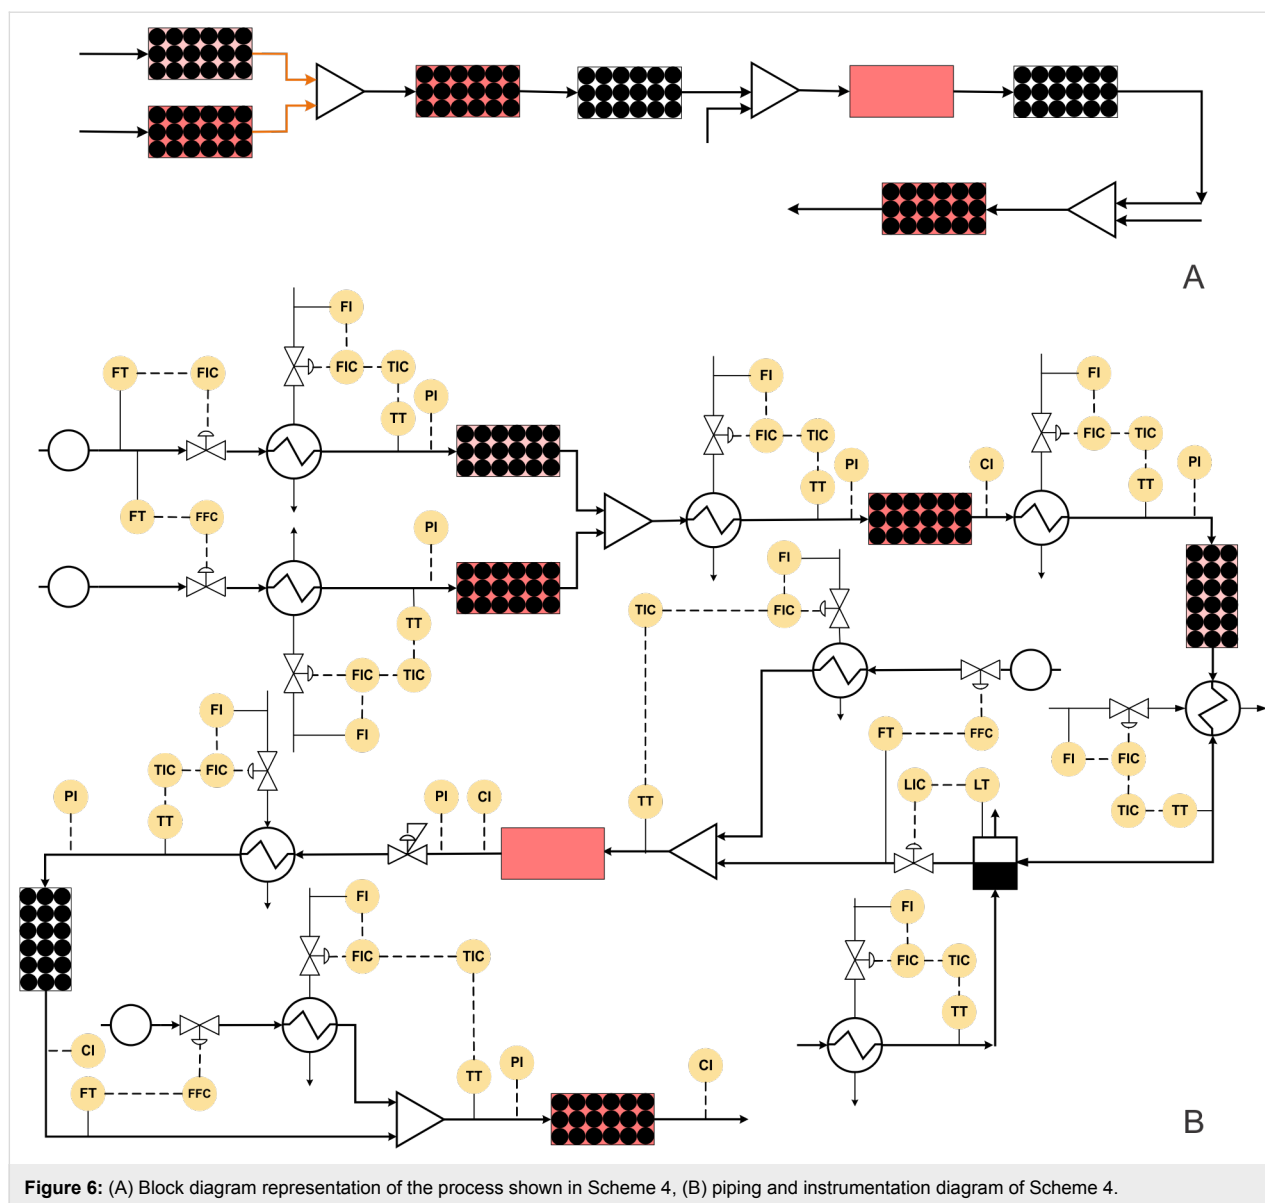 A
FI
FT
FIC
FIC
TIC
PI
TT
FI
FIC
TIC
PI
TT
FI
FIC
TIC
CI
PI
TT
FT
FFC
PI
FI
TIC
FIC
TT
FIC
TIC
FI
FI
TIC
FIC
TT
PI
FT
FFC
LIC
LT
FI
FIC
TIC
TT
TT
PI
CI
FI
FIC
TIC
FI
FIC
TIC
TT
CI
FT
FFC
TT
PI
CI
B
Figure 6: (A) Block diagram representation of the process shown in Scheme 4, (B) piping and instrumentation diagram of Scheme 4.